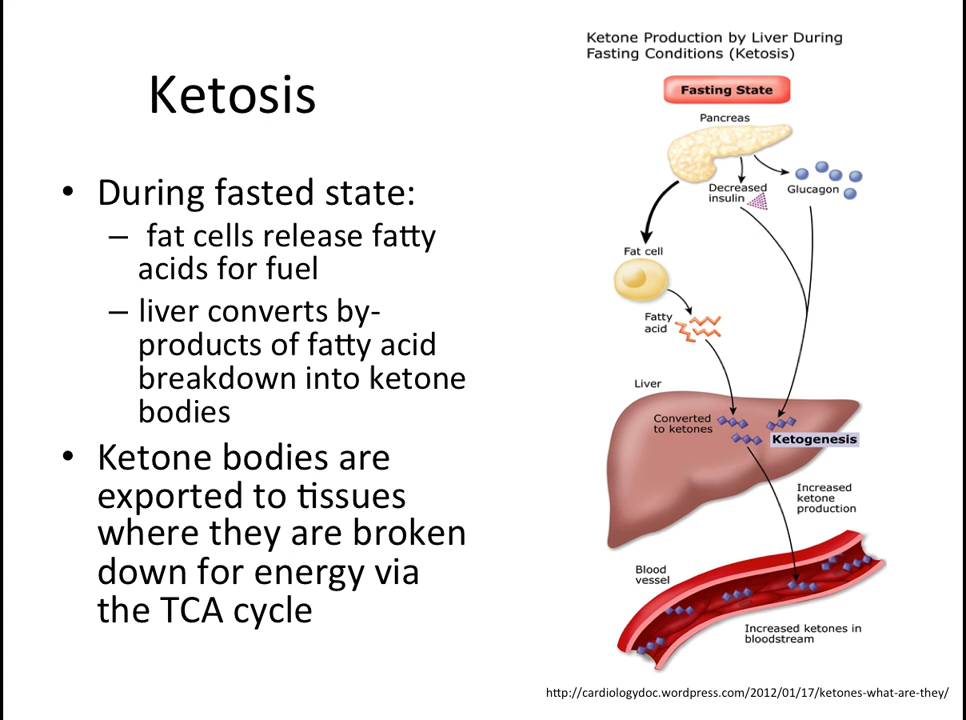 Ketosis
• During fasted state:
– fat cells release fatty
acids for fuel
– liver converts by-
products of fatty acid
breakdown into ketone
bodies
• Ketone bodies are
exported to tissues
where they are broken
down for energy via
the TCA cycle
Ketone Production by Liver During
Fasting Conditions (Ketosis)
Fasting State
Pancreas
Decreased
insulin
Glucagon
Fat cell
Fatty
acid
Liver
Converted
to ketones
Ketogenesis
Increased
ketone
production
Blood
vessel
Increased ketones in
bloodstream
http://cardiologydoc.wordpress.com/2012/01/17/ketones-what-are-they/